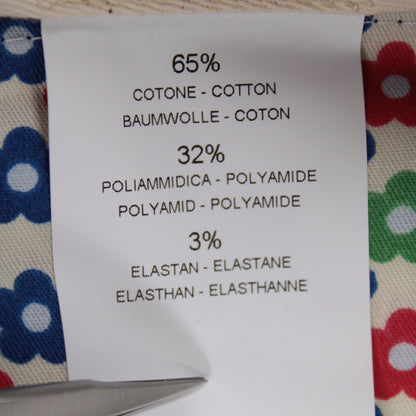 65%
COTONE - COTTON
BAUMWOLLE - COTON
32%
POLIAMMIDICA - POLYAMIDE
POLYAMID - POLYAMIDE
3%
ELASTAN - ELASTANE
ELASTHAN - ELASTHANNE